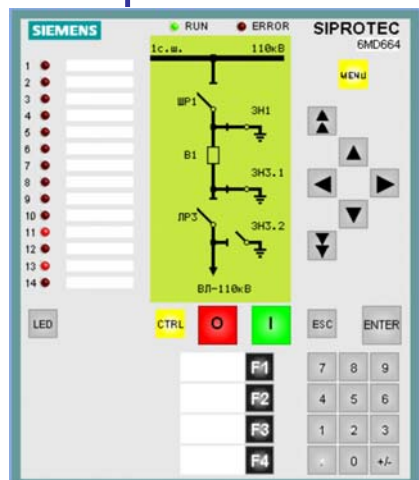 SIEMENS
RUN
ERROR
SIPROTEC
6MD664
1с.ш.
110кВ
MENU
1
2
3
4
5
6
7
8
9
10
11
12
13
14
ШР1
ЗН1
В1
ЗН3.1
ЛР3
ЗН3.2
ВЛ-110кВ
LED
CTRL
O
I
ESC
ENTER
F1
7
8
9
F2
4
5
6
F3
1
2
3
F4
.
0
+/-